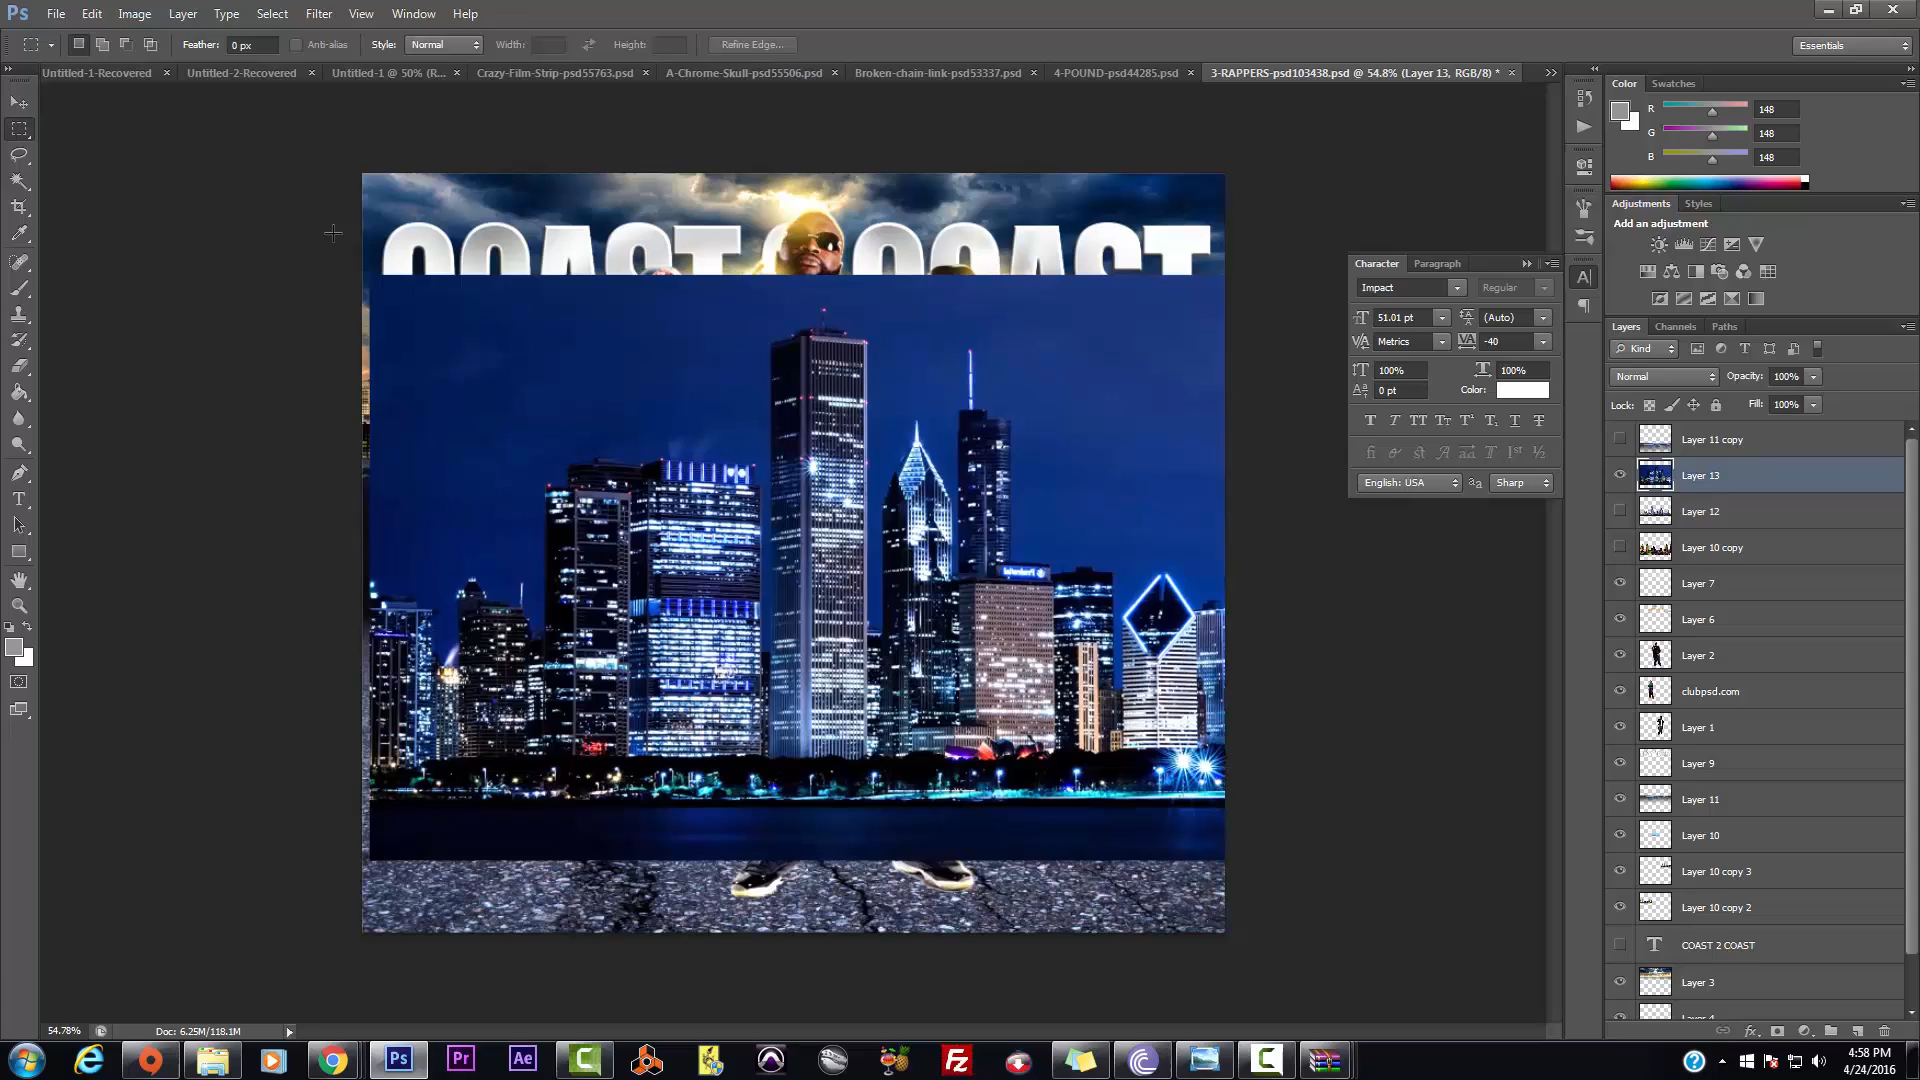 Ps File Edit Image Layer Type Select Filter 3D View Window Help
Feather: 0 px Anti-alias Style: Normal Width: Height: Refine Edge... Essentials
Untitled-1-Recovered × Untitled-2-Recovered × Untitled-1 @ 50% (R... × Crazy-Film-Strip-psd55763.psd × A-Chrome-Skull-psd55506.psd × Broken-chain-link-psd53337.psd × 4-POUND-psd44285.psd × 3-RAPPERS-psd103438.psd @ 54.8% (Layer 13, RGB/8) * ×
Color Swatches
R 148
G 148
B 148
Adjustments Styles
Add an adjustment
COAST COAST
Character Paragraph
Impact Regular
51.01 pt (Auto)
Metrics -40
100% 100%
0 pt Color:
English: USA Sharp
Layers Channels Paths
Kind
Normal Opacity: 100%
Lock: Fill: 100%
Layer 11 copy
Layer 13
Layer 12
Layer 10 copy
Layer 7
Layer 6
Layer 2
clubpsd.com
Layer 1
Layer 9
Layer 11
Layer 10
Layer 10 copy 3
Layer 10 copy 2
COAST 2 COAST
Layer 3
Layer 4
54.78% Doc: 6.25M/118.1M
Ps Pr Ae
4:58 PM
4/24/2016